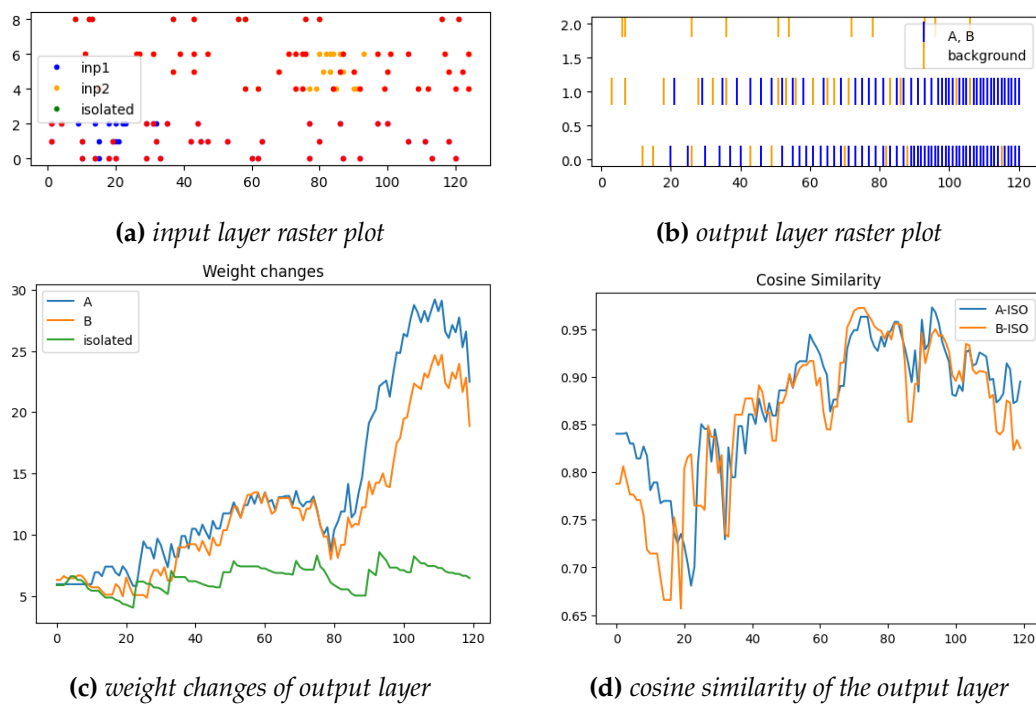 8
6
4
2
0
inp1
inp2
isolated
0 20 40 60 80 100 120
(a) input layer raster plot
2.0
1.5
1.0
0.5
0.0
A, B
background
0 20 40 60 80 100 120
(b) output layer raster plot
Weight changes
30
25
20
15
10
5
A
B
isolated
0 20 40 60 80 100 120
(c) weight changes of output layer
Cosine Similarity
0.95
0.90
0.85
0.80
0.75
0.70
0.65
A-ISO
B-ISO
0 20 40 60 80 100 120
(d) cosine similarity of the output layer